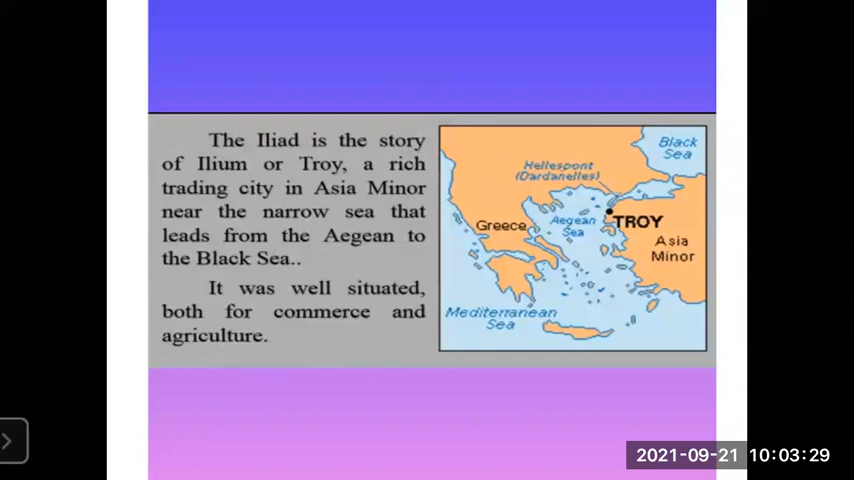 The Iliad is the story
of Ilium or Troy, a rich
trading city in Asia Minor
near the narrow sea that
leads from the Aegean to
the Black Sea..
It was well situated,
both for commerce and
agriculture.
Black
Sea
Hellespont
(Dardanelles)
Greece
Aegean
Sea
TROY
Asia
Minor
Mediterranean
Sea
2021-09-21 10:03:29